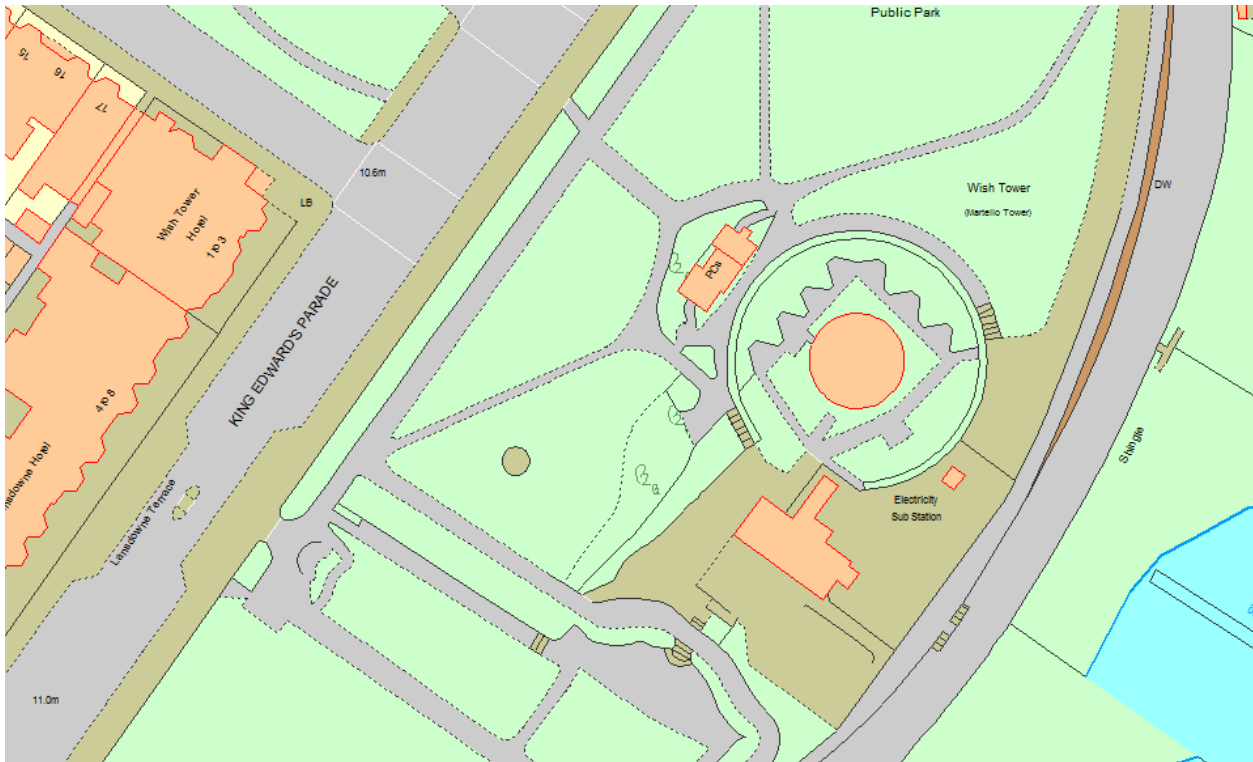 Public Park
15
16
17
10.6m
LB
Wish Tower
Hotel
1 to 3
Wish Tower
(Martello Tower)
DW
PCs
KING EDWARD'S PARADE
4 to 8
nsdowne Hotel
Lansdowne Terrace
Shingle
Electricity
Sub Station
11.0m